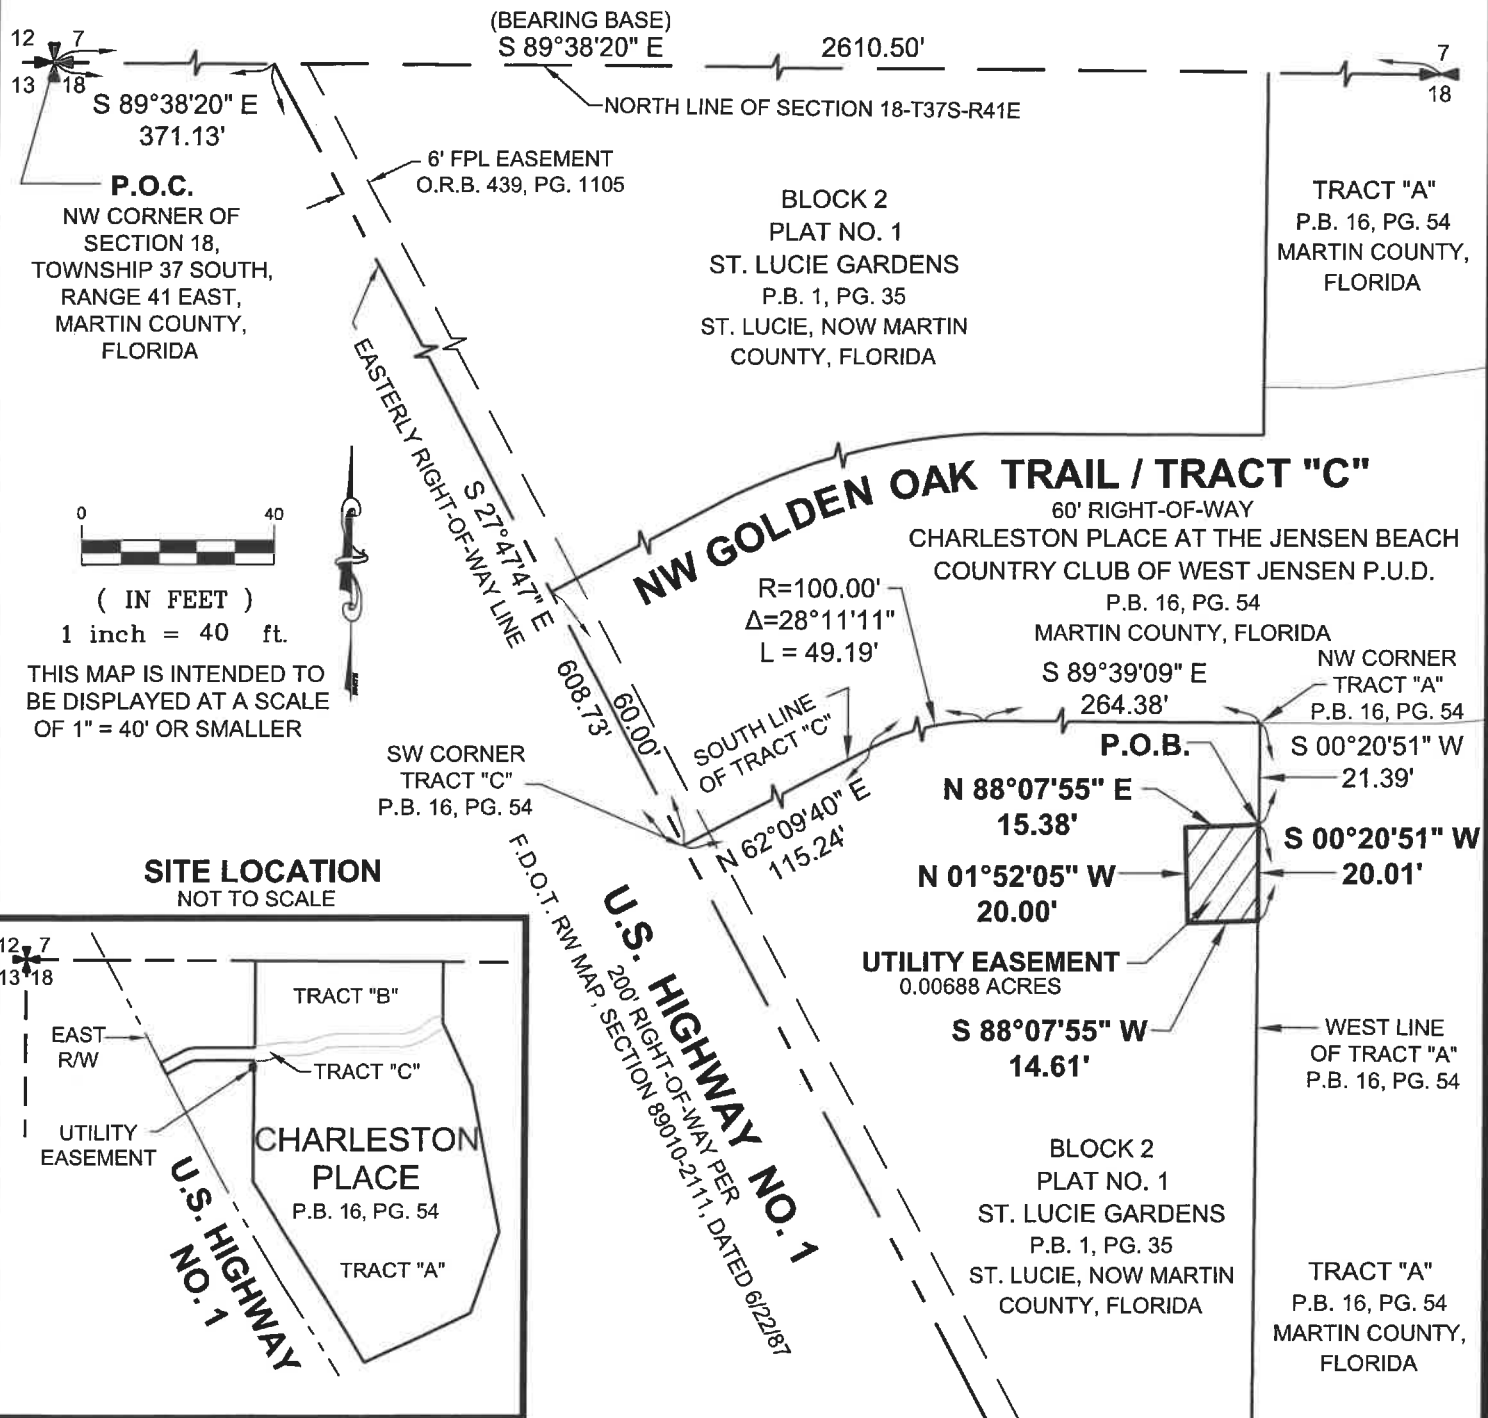 (BEARING BASE)
S 89°38'20" E
2610.50'
12 7
13 18
7
18
S 89°38'20" E
371.13'
NORTH LINE OF SECTION 18-T37S-R41E
P.O.C.
NW CORNER OF
SECTION 18,
TOWNSHIP 37 SOUTH,
RANGE 41 EAST,
MARTIN COUNTY,
FLORIDA
6' FPL EASEMENT
O.R.B. 439, PG. 1105
BLOCK 2
PLAT NO. 1
ST. LUCIE GARDENS
P.B. 1, PG. 35
ST. LUCIE, NOW MARTIN
COUNTY, FLORIDA
TRACT "A"
P.B. 16, PG. 54
MARTIN COUNTY,
FLORIDA
EASTERLY RIGHT-OF-WAY LINE
S 27°47'47" E
608.73'
60.00'
0 40
( IN FEET )
1 inch = 40 ft.
THIS MAP IS INTENDED TO
BE DISPLAYED AT A SCALE
OF 1" = 40' OR SMALLER
NW GOLDEN OAK TRAIL / TRACT "C"
60' RIGHT-OF-WAY
CHARLESTON PLACE AT THE JENSEN BEACH
COUNTRY CLUB OF WEST JENSEN P.U.D.
P.B. 16, PG. 54
MARTIN COUNTY, FLORIDA
R=100.00'
Δ=28°11'11"
L = 49.19'
S 89°39'09" E
264.38'
NW CORNER
TRACT "A"
P.B. 16, PG. 54
SOUTH LINE
OF TRACT "C"
SW CORNER
TRACT "C"
P.B. 16, PG. 54
N 62°09'40" E
115.24'
P.O.B.
S 00°20'51" W
21.39'
N 88°07'55" E
15.38'
S 00°20'51" W
20.01'
N 01°52'05" W
20.00'
UTILITY EASEMENT
0.00688 ACRES
S 88°07'55" W
14.61'
WEST LINE
OF TRACT "A"
P.B. 16, PG. 54
U.S. HIGHWAY NO. 1
200' RIGHT-OF-WAY PER
F.D.O.T. RW MAP, SECTION 89010-2111, DATED 6/22/87
BLOCK 2
PLAT NO. 1
ST. LUCIE GARDENS
P.B. 1, PG. 35
ST. LUCIE, NOW MARTIN
COUNTY, FLORIDA
TRACT "A"
P.B. 16, PG. 54
MARTIN COUNTY,
FLORIDA
SITE LOCATION
NOT TO SCALE
12 7
13 18
TRACT "B"
EAST
R/W
TRACT "C"
UTILITY
EASEMENT
CHARLESTON
PLACE
P.B. 16, PG. 54
TRACT "A"
U.S. HIGHWAY
NO. 1